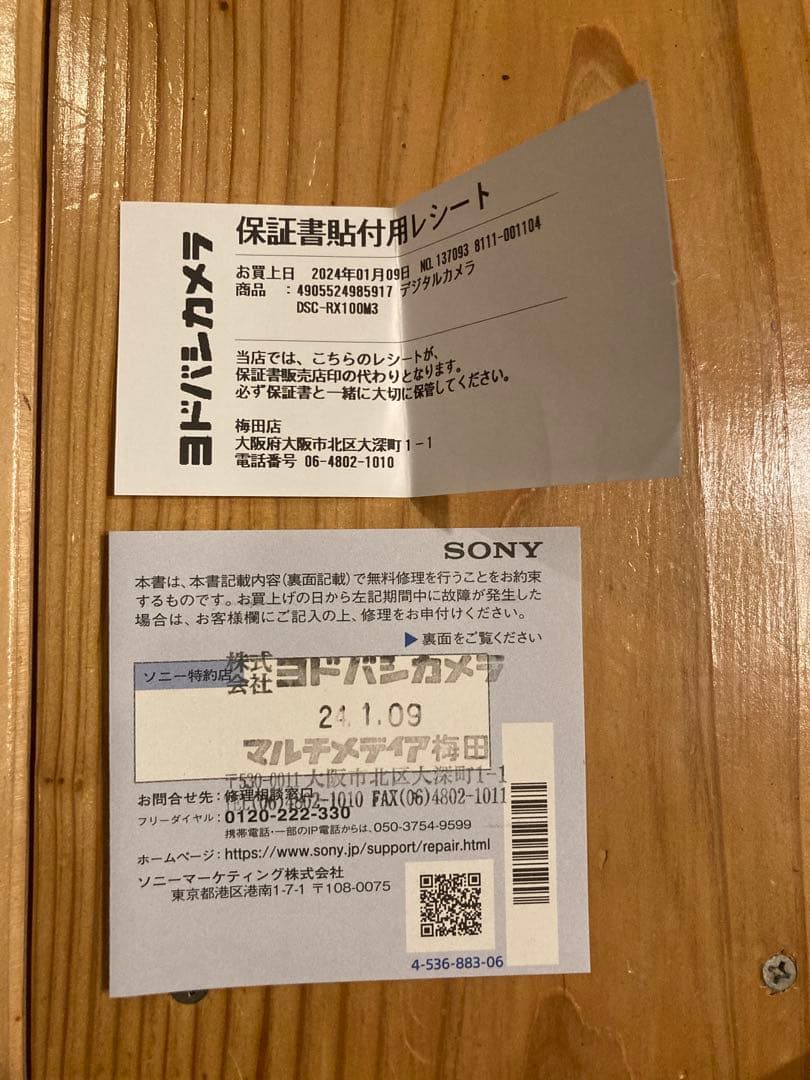 ヨドバシカメラ
保証書貼付用レシート
お買上日 2024年01月09日 NO.137093 8111-001104
商品 :4905524985917 デジタルカメラ
DSC-RX100M3
当店では、こちらのレシートが、
保証書販売店印の代わりとなります。
必ず保証書と一緒に大切に保管してください。
梅田店
大阪府大阪市北区大深町1-1
電話番号 06-4802-1010
SONY
本書は、本書記載内容(裏面記載)で無料修理を行うことをお約束
するものです。お買上げの日から左記期間中に故障が発生した
場合は、お客様欄にご記入の上、修理をお申付けください。
▶裏面をご覧ください
ソニー特約店
株式会社ヨドバシカメラ
24.1.09
マルチメディア梅田
〒530-0011 大阪市北区大深町1-1
TEL(06)4802-1010 FAX(06)4802-1011
お問合せ先:修理相談窓口
フリーダイヤル:0120-222-330
携帯電話・一部のIP電話からは、050-3754-9599
ホームページ:https://www.sony.jp/support/repair.html
ソニーマーケティング株式会社
東京都港区港南1-7-1 〒108-0075
4-536-883-06